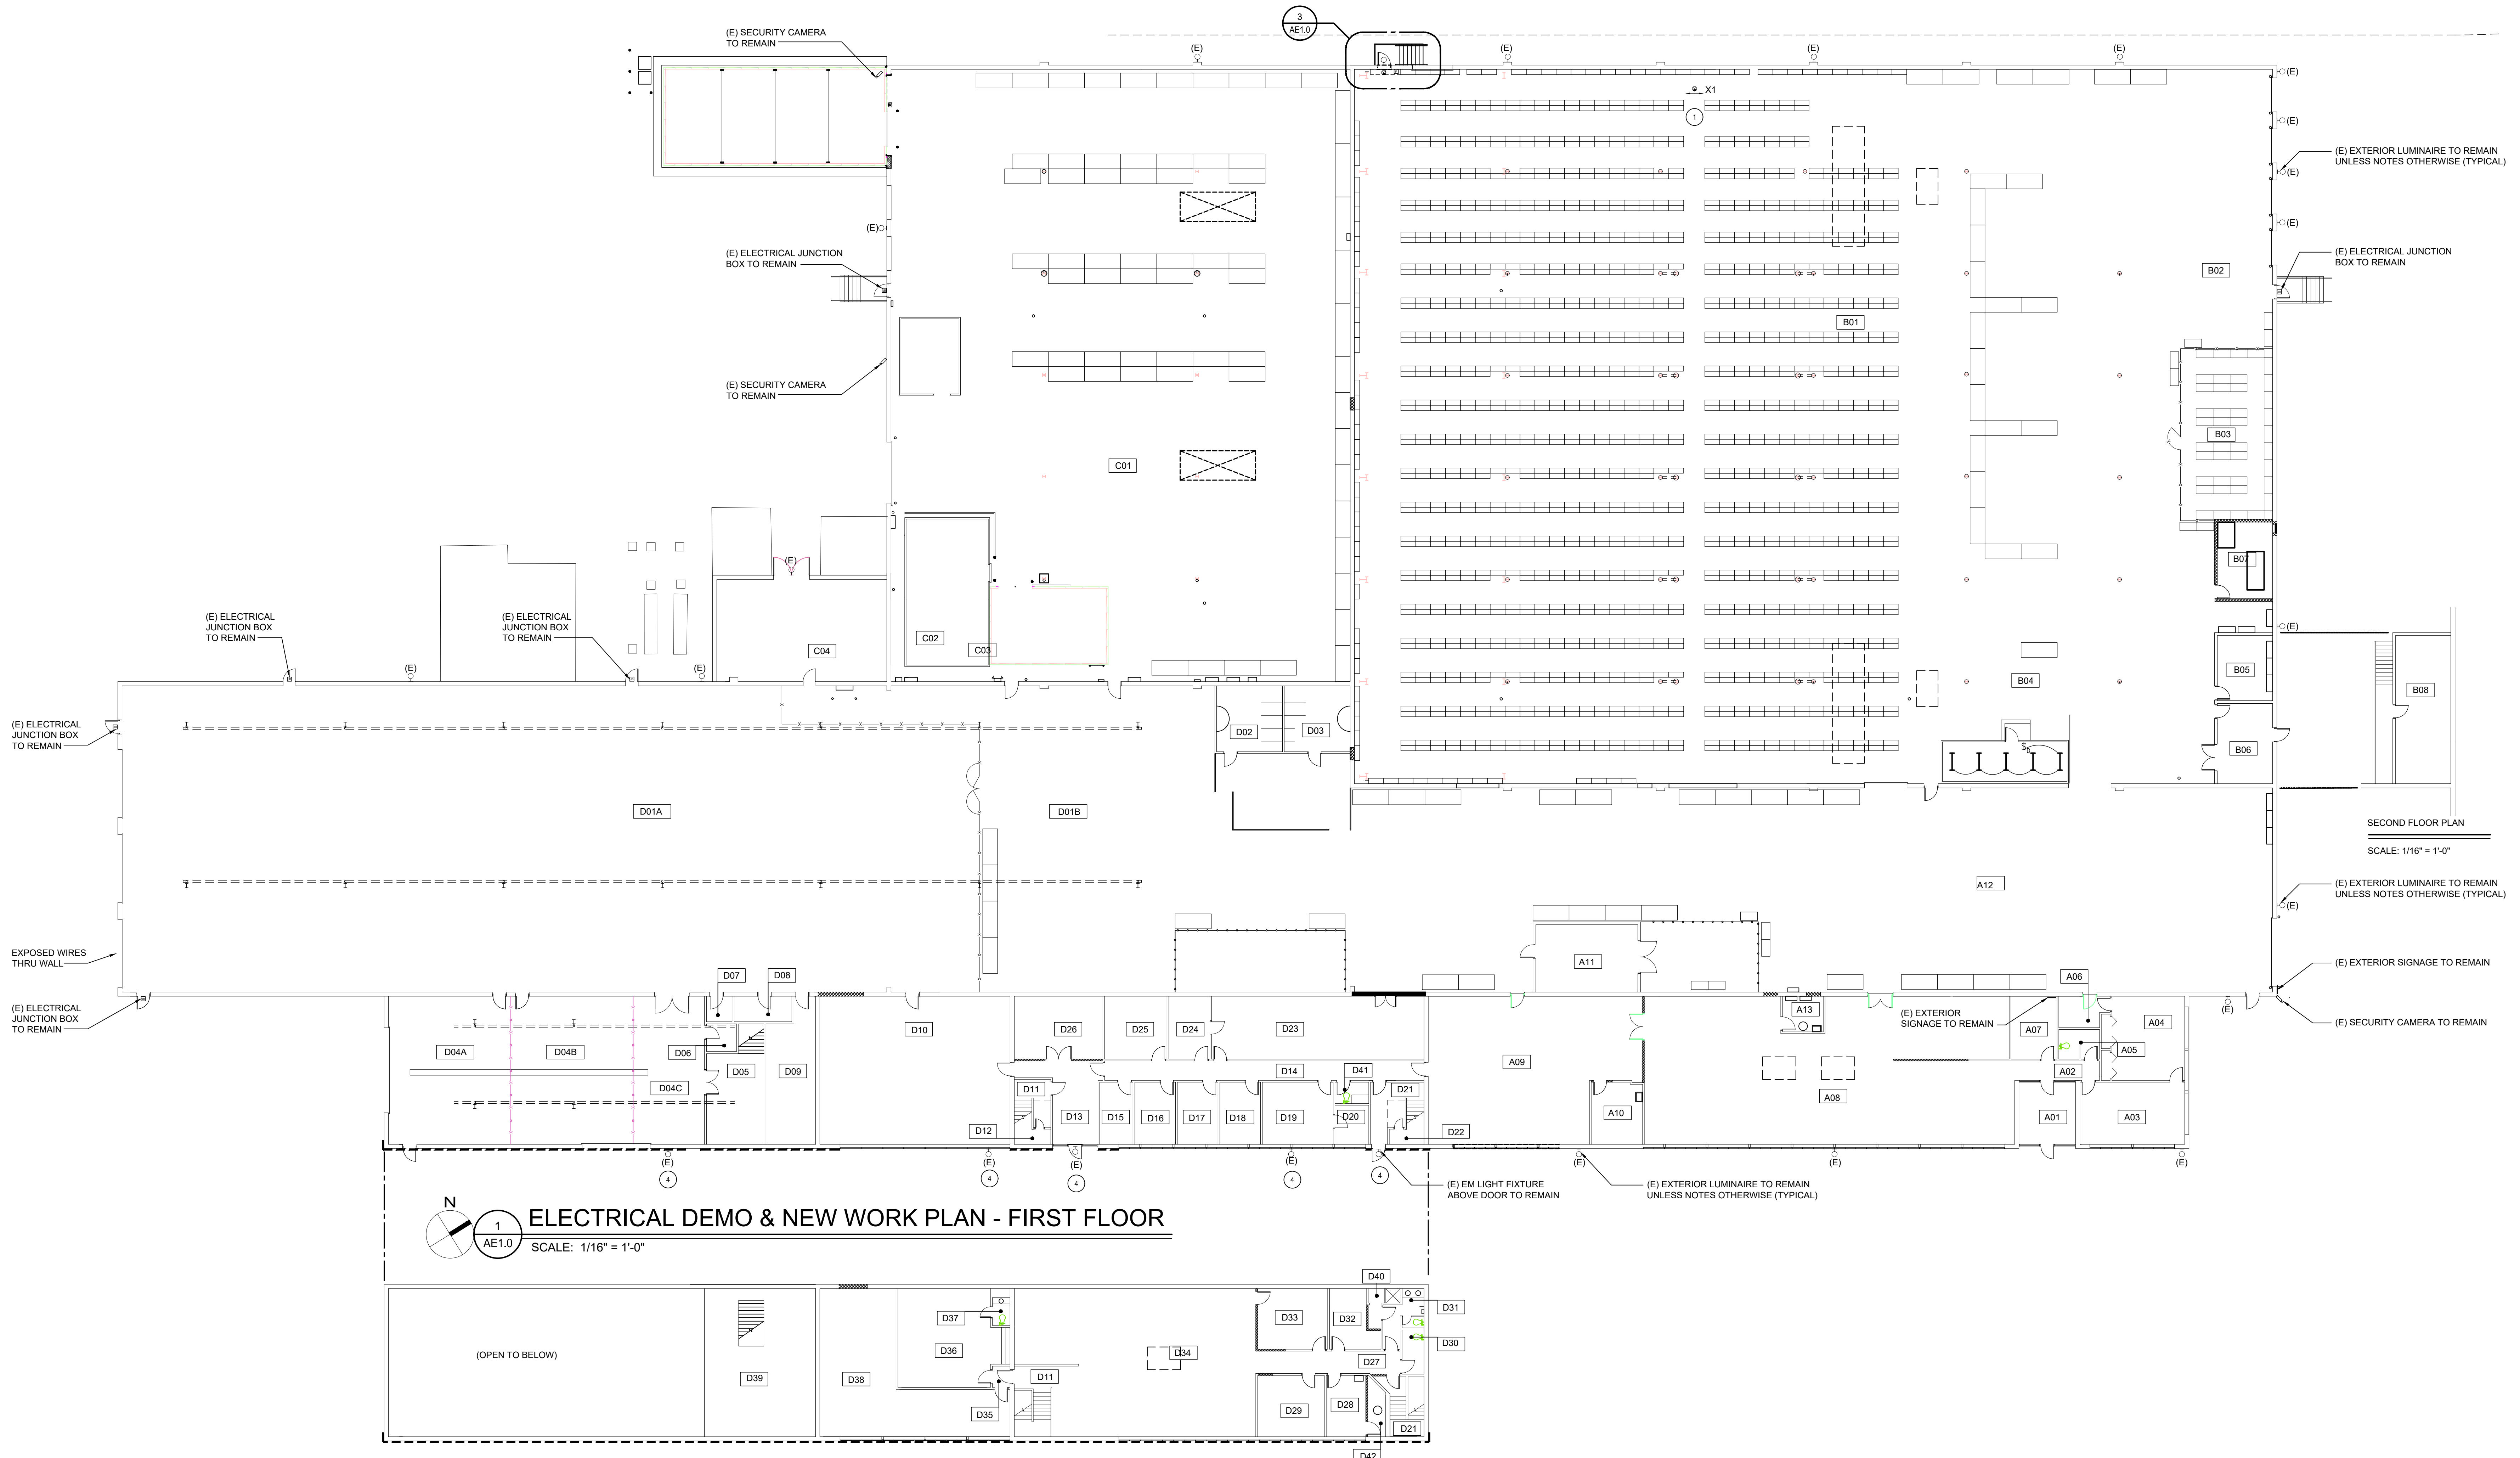 3
AE1.0
(E) SECURITY CAMERA
TO REMAIN
(E)
(E)
(E)
(E)
(E)
X1
1
(E)
(E) EXTERIOR LUMINAIRE TO REMAIN
UNLESS NOTES OTHERWISE (TYPICAL)
(E)
(E)
(E)
(E) ELECTRICAL JUNCTION
BOX TO REMAIN
(E) ELECTRICAL JUNCTION
BOX TO REMAIN
B02
B01
(E) SECURITY CAMERA
TO REMAIN
B03
C01
B07
(E)
(E) ELECTRICAL
JUNCTION BOX
TO REMAIN
(E) ELECTRICAL
JUNCTION BOX
TO REMAIN
(E)
C02
C03
C04
(E)
(E)
B04
B05
B08
(E) ELECTRICAL
JUNCTION BOX
TO REMAIN
D02
D03
B06
D01A
D01B
SECOND FLOOR PLAN
SCALE: 1/16" = 1'-0"
A12
(E) EXTERIOR LUMINAIRE TO REMAIN
UNLESS NOTES OTHERWISE (TYPICAL)
(E)
EXPOSED WIRES
THRU WALL
A11
(E) EXTERIOR SIGNAGE TO REMAIN
D07
D08
A06
(E) ELECTRICAL
JUNCTION BOX
TO REMAIN
(E)
A13
(E) EXTERIOR
SIGNAGE TO REMAIN
(E) SECURITY CAMERA TO REMAIN
D10
D26
D25
D24
D23
A07
A04
D04A
D04B
D06
A05
D05
D09
D14
D41
A09
A02
D04C
D11
D21
A08
D13
D15
D16
D17
D18
D19
D20
A10
A01
A03
D12
D22
(E)
(E)
(E)
(E)
(E)
(E)
(E)
4
4
4
4
4
(E) EM LIGHT FIXTURE
ABOVE DOOR TO REMAIN
(E) EXTERIOR LUMINAIRE TO REMAIN
UNLESS NOTES OTHERWISE (TYPICAL)
N
1
AE1.0
ELECTRICAL DEMO & NEW WORK PLAN - FIRST FLOOR
SCALE: 1/16" = 1'-0"
D40
D31
D37
D33
D32
D30
D36
D34
(OPEN TO BELOW)
D27
D39
D38
D11
D35
D29
D28
D21
D42